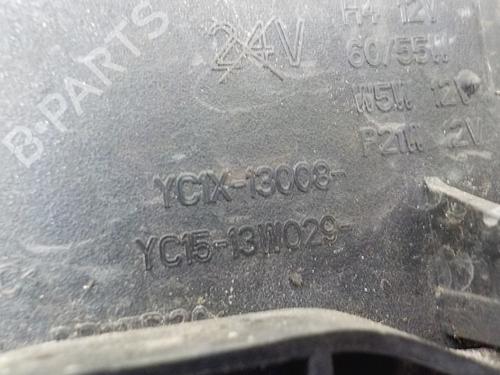 B-PARTS
24V
H4 12V
60/55W
W5W 12V
P21W 12V
YC1X-13008-
YC15-13W029-